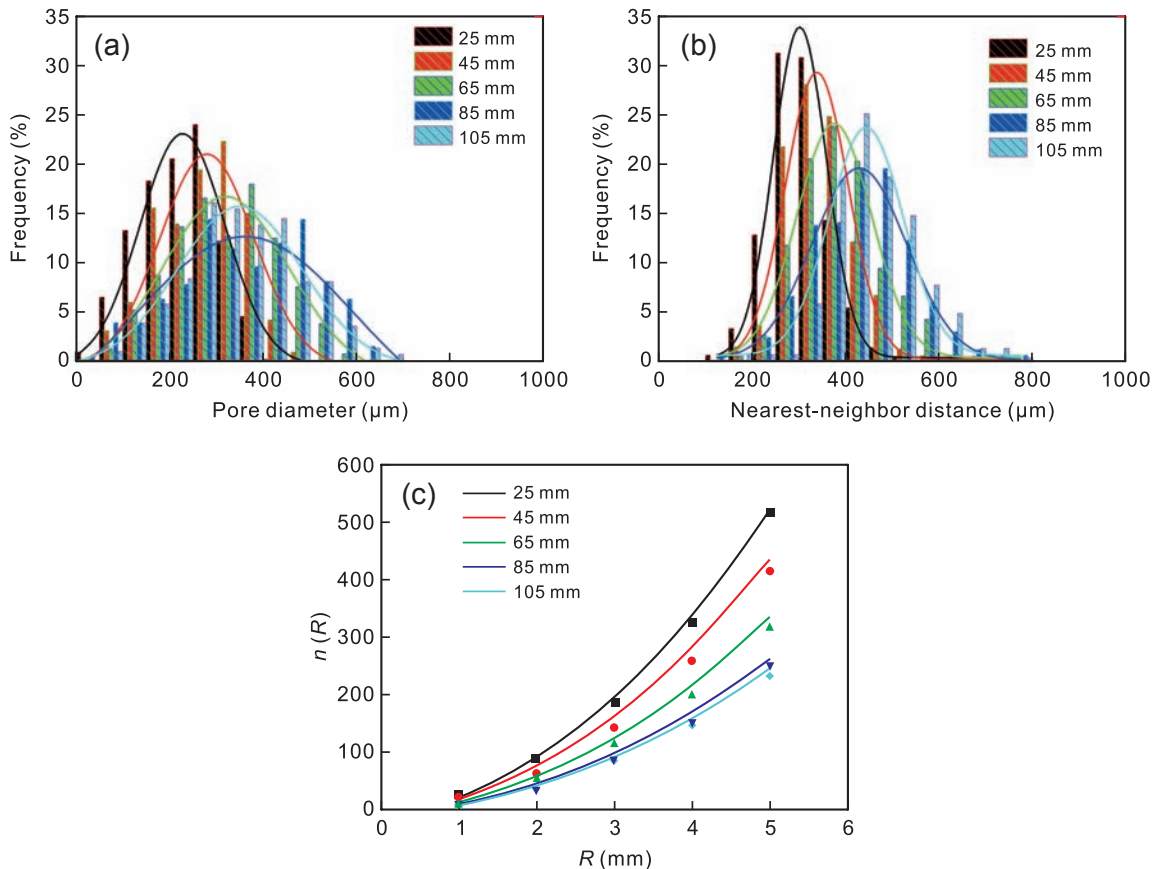 (a)
35
30
25
20
15
10
5
0
Frequency (%)
25 mm
45 mm
65 mm
85 mm
105 mm
0 200 400 600 800 1000
Pore diameter (µm)
(b)
35
30
25
20
15
10
5
0
Frequency (%)
25 mm
45 mm
65 mm
85 mm
105 mm
0 200 400 600 800 1000
Nearest-neighbor distance (µm)
(c)
600
500
400
300
200
100
0
n (R)
25 mm
45 mm
65 mm
85 mm
105 mm
0 1 2 3 4 5 6
R (mm)